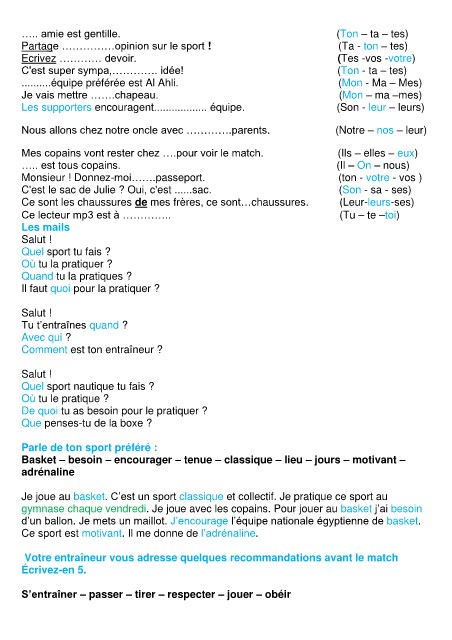 ….. amie est gentille. (Ton – ta – tes)
Partage ……………opinion sur le sport ! (Ta - ton – tes)
Ecrivez ………… devoir. (Tes -vos -votre)
C'est super sympa,………… idée! (Ton - ta – tes)
..........équipe préférée est Al Ahli. (Mon - Ma – Mes)
Je vais mettre …….chapeau. (Mon – ma –mes)
Les supporters encouragent.................. équipe. (Son - leur – leurs)
Nous allons chez notre oncle avec ………….parents. (Notre – nos – leur)
Mes copains vont rester chez ….pour voir le match. (Ils – elles – eux)
….. est tous copains. (Il – On – nous)
Monsieur ! Donnez-moi…….passeport. (ton - votre - vos )
C'est le sac de Julie ? Oui, c'est ......sac. (Son - sa - ses)
Ce sont les chaussures de mes frères, ce sont…chaussures. (Leur-leurs-ses)
Ce lecteur mp3 est à ………….. (Tu – te –toi)
Les mails
Salut !
Quel sport tu fais ?
Où tu la pratiquer ?
Quand tu la pratiques ?
Il faut quoi pour la pratiquer ?
Salut !
Tu t'entraînes quand ?
Avec qui ?
Comment est ton entraîneur ?
Salut !
Quel sport nautique tu fais ?
Où tu le pratique ?
De quoi tu as besoin pour le pratiquer ?
Que penses-tu de la boxe ?
Parle de ton sport préféré :
Basket – besoin – encourager – tenue – classique – lieu – jours – motivant –
adrénaline
Je joue au basket. C'est un sport classique et collectif. Je pratique ce sport au
gymnase chaque vendredi. Je joue avec les copains. Pour jouer au basket j'ai besoin
d'un ballon. Je mets un maillot. J'encourage l'équipe nationale égyptienne de basket.
Ce sport est motivant. Il me donne de l'adrénaline.
Votre entraîneur vous adresse quelques recommandations avant le match
Écrivez-en 5.
S'entraîner – passer – tirer – respecter – jouer – obéir